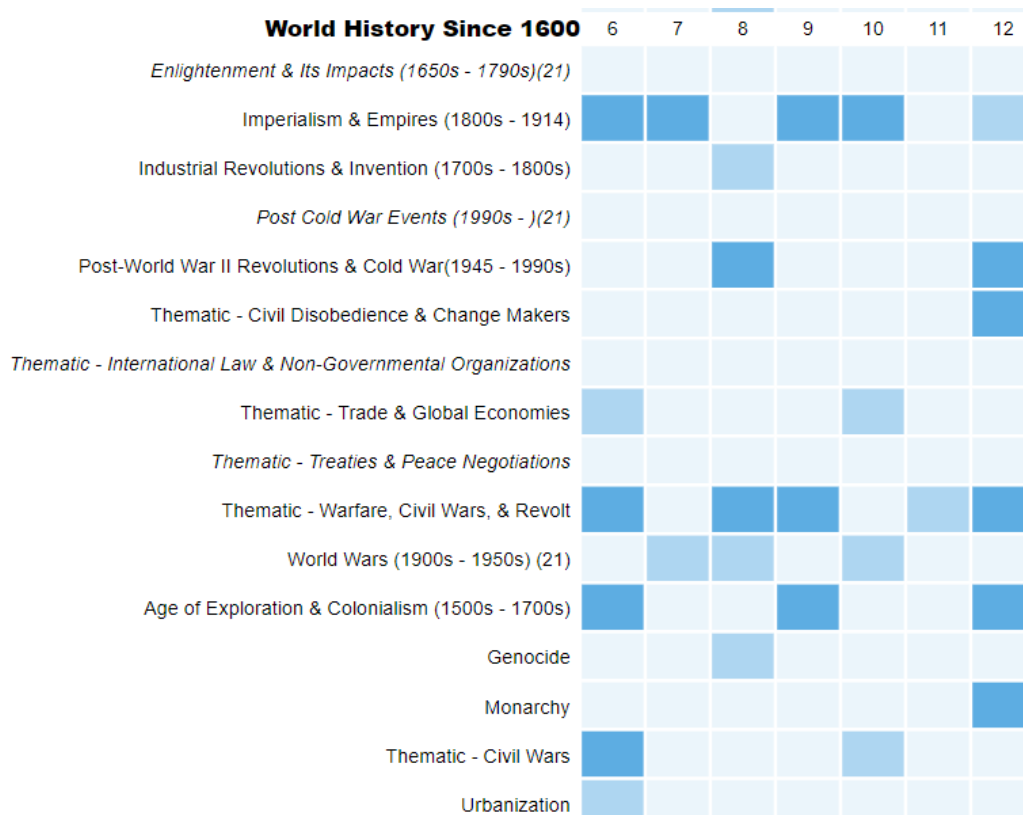 World History Since 1600 6 7 8 9 10 11 12
Enlightenment & Its Impacts (1650s - 1790s)(21)
Imperialism & Empires (1800s - 1914)
Industrial Revolutions & Invention (1700s - 1800s)
Post Cold War Events (1990s - )(21)
Post-World War II Revolutions & Cold War(1945 - 1990s)
Thematic - Civil Disobedience & Change Makers
Thematic - International Law & Non-Governmental Organizations
Thematic - Trade & Global Economies
Thematic - Treaties & Peace Negotiations
Thematic - Warfare, Civil Wars, & Revolt
World Wars (1900s - 1950s) (21)
Age of Exploration & Colonialism (1500s - 1700s)
Genocide
Monarchy
Thematic - Civil Wars
Urbanization